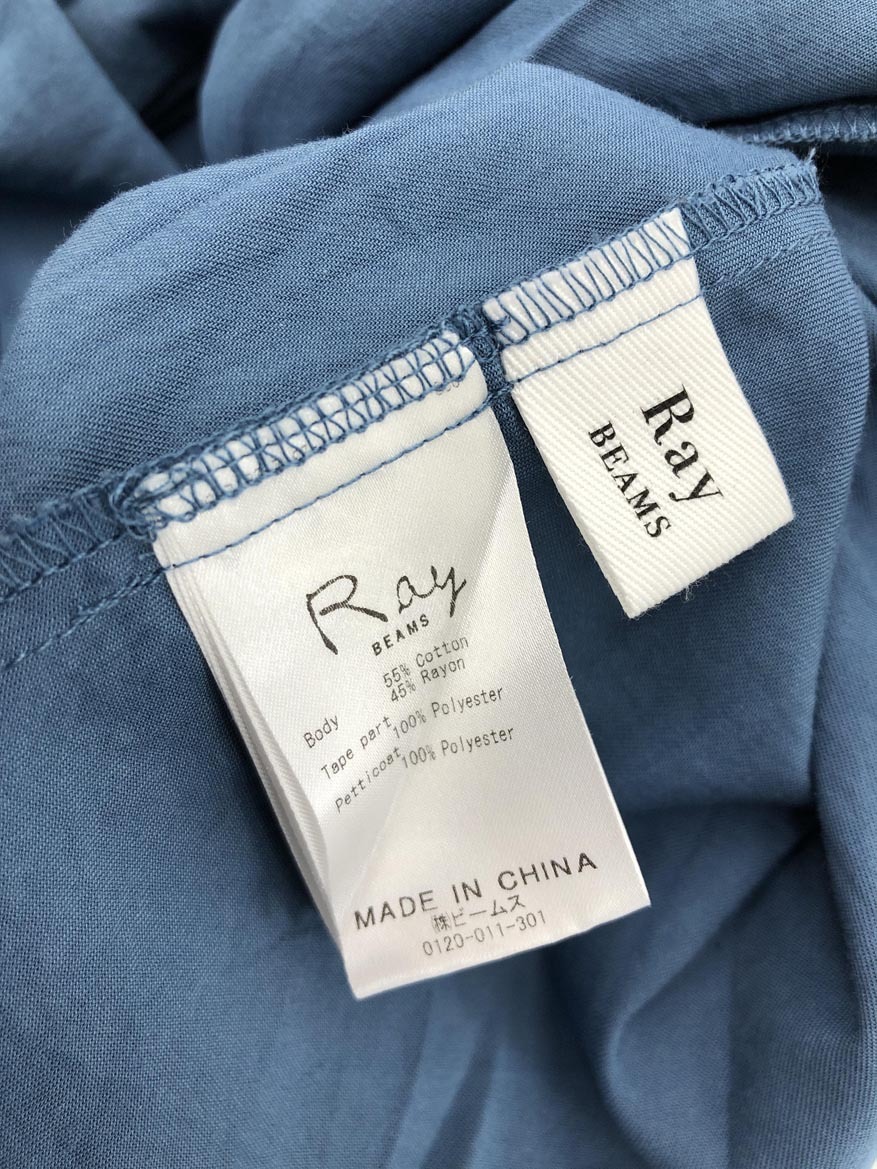 Ray
BEAMS
55% Cotton
Body 45% Rayon
Tape part 100% Polyester
Petticoat 100% Polyester
MADE IN CHINA
㈱ビームス
0120-011-301
Ray
BEAMS